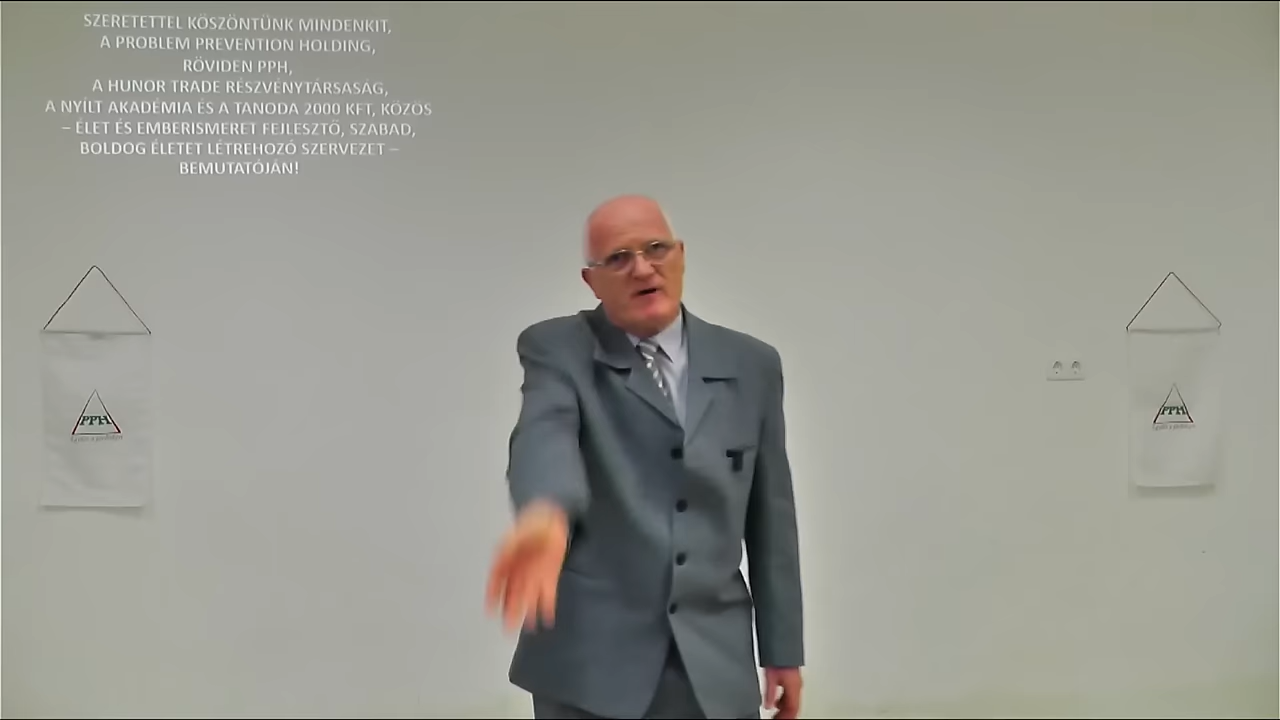 SZERETETTEL KÖSZÖNTÜNK MINDENKIT,
A PROBLEM PREVENTION HOLDING,
RÖVIDEN PPH,
A HUNOR TRADE RÉSZVÉNYTÁRSASÁG,
A NYÍLT AKADÉMIA ÉS A TANODA 2000 KFT, KÖZÖS
– ÉLET ÉS EMBERISMERET FEJLESZTŐ, SZABAD,
BOLDOG ÉLETET LÉTREHOZÓ SZERVEZET –
BEMUTATÓJÁN!
PPH
PPH